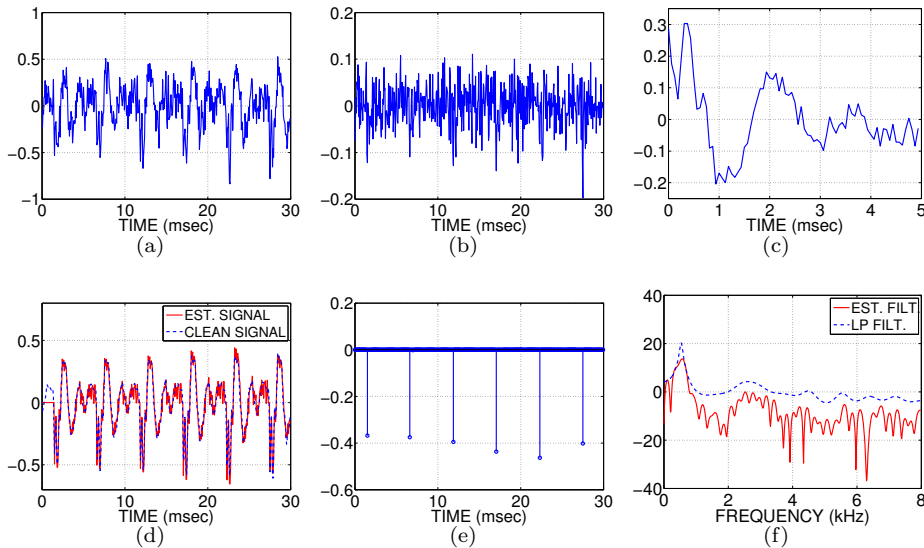 1
0.5
0
−0.5
−1
0 10 20 30
TIME (msec)
(a)
0.2
0.1
0
−0.1
−0.2
0 10 20 30
TIME (msec)
(b)
0.3
0.2
0.1
0
−0.1
−0.2
0 1 2 3 4 5
TIME (msec)
(c)
0.5
0
−0.5
0 10 20 30
EST. SIGNAL
CLEAN SIGNAL
TIME (msec)
(d)
0.2
0
−0.2
−0.4
−0.6
0 10 20 30
TIME (msec)
(e)
40
20
0
−20
−40
0 2 4 6 8
EST. FILT.
LP FILT.
FREQUENCY (kHz)
(f)